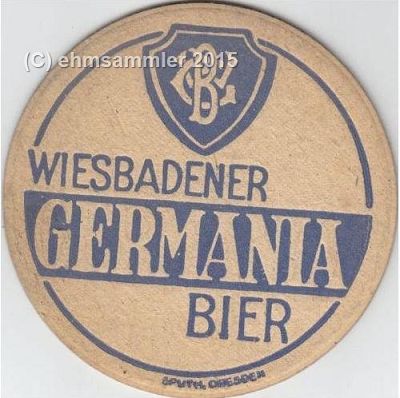 (C) ehmsammler 2015
WIESBADENER
GERMANIA
BIER
SPUTH, DRESDEN